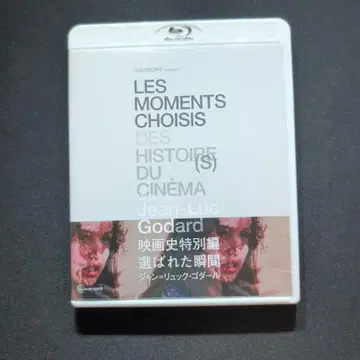 GAUMONT
LES
MOMENTS
CHOISIS
DES
HISTOIRE
(S)
DU
CINÉMA
Jean-Luc
Godard
映画史特別編
選ばれた瞬間
ジャン=リュック・ゴダール